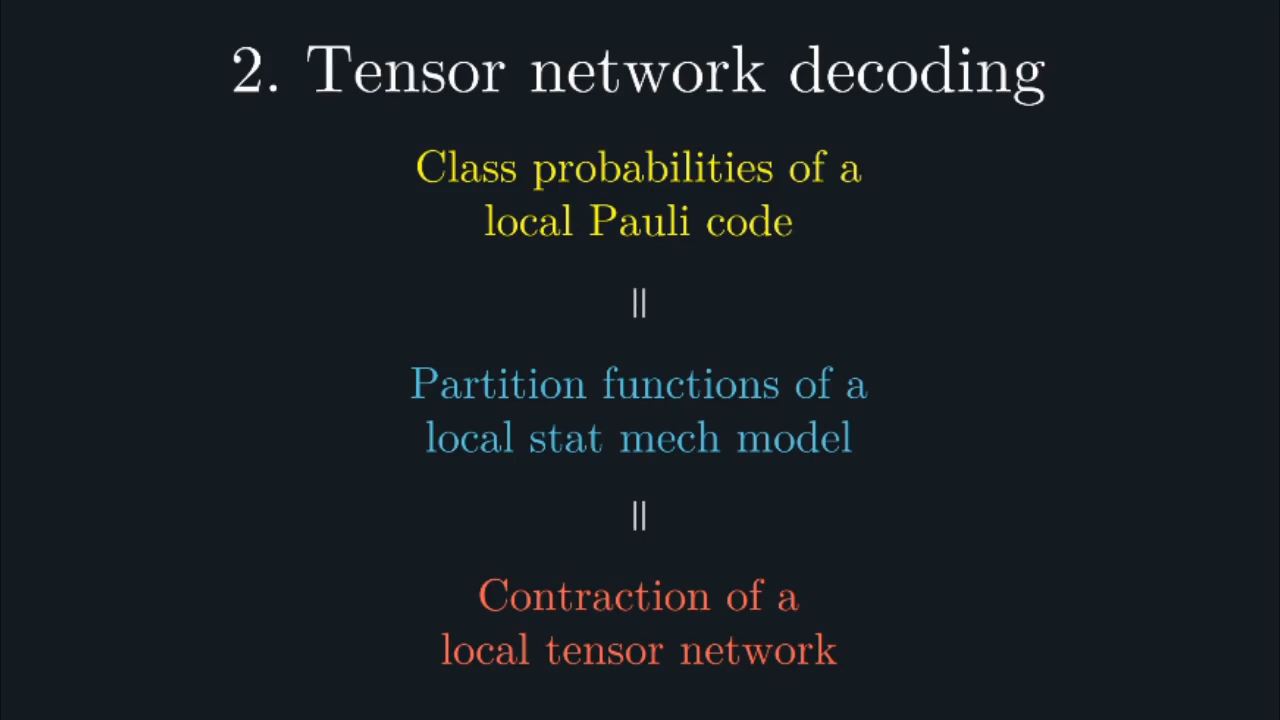 2. Tensor network decoding
Class probabilities of a
local Pauli code
||
Partition functions of a
local stat mech model
||
Contraction of a
local tensor network